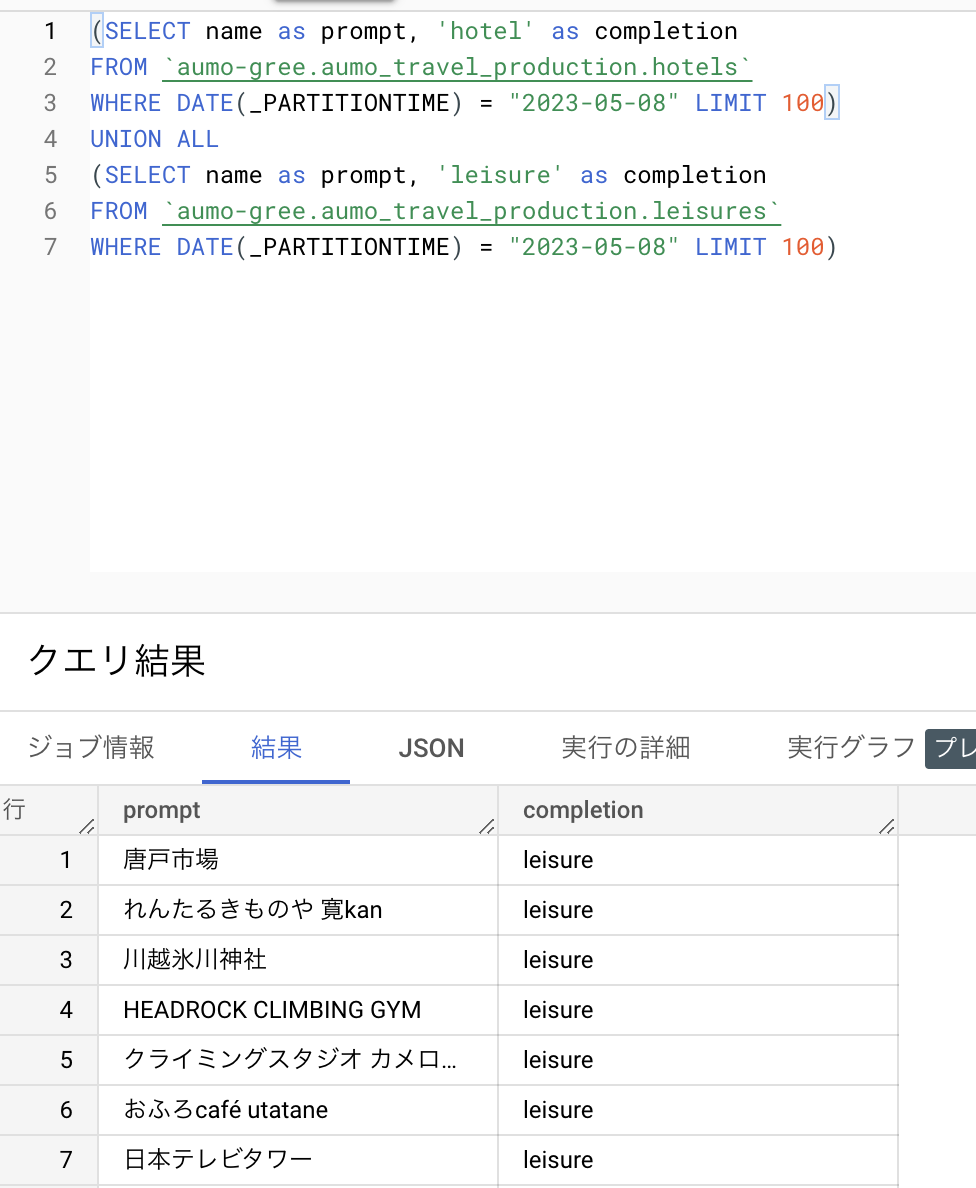 1 (SELECT name as prompt, 'hotel' as completion
2 FROM `aumo-gree.aumo_travel_production.hotels`
3 WHERE DATE(_PARTITIONTIME) = "2023-05-08" LIMIT 100)
4 UNION ALL
5 (SELECT name as prompt, 'leisure' as completion
6 FROM `aumo-gree.aumo_travel_production.leisures`
7 WHERE DATE(_PARTITIONTIME) = "2023-05-08" LIMIT 100)
クエリ結果
ジョブ情報 結果 JSON 実行の詳細 実行グラフ プレ
行 prompt completion
1 唐戸市場 leisure
2 れんたるきものや 寛kan leisure
3 川越氷川神社 leisure
4 HEADROCK CLIMBING GYM leisure
5 クライミングスタジオ カメロ... leisure
6 おふろcafé utatane leisure
7 日本テレビタワー leisure